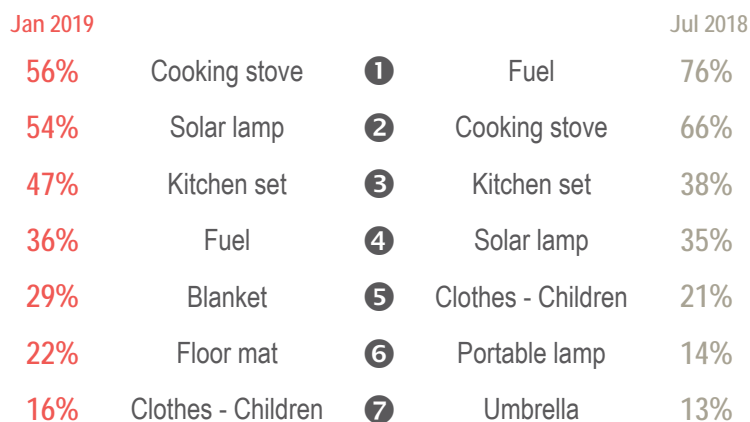 Jan 2019 Jul 2018
56% Cooking stove ❶ Fuel 76%
54% Solar lamp ❷ Cooking stove 66%
47% Kitchen set ❸ Kitchen set 38%
36% Fuel ❹ Solar lamp 35%
29% Blanket ❺ Clothes - Children 21%
22% Floor mat ❻ Portable lamp 14%
16% Clothes - Children ❼ Umbrella 13%